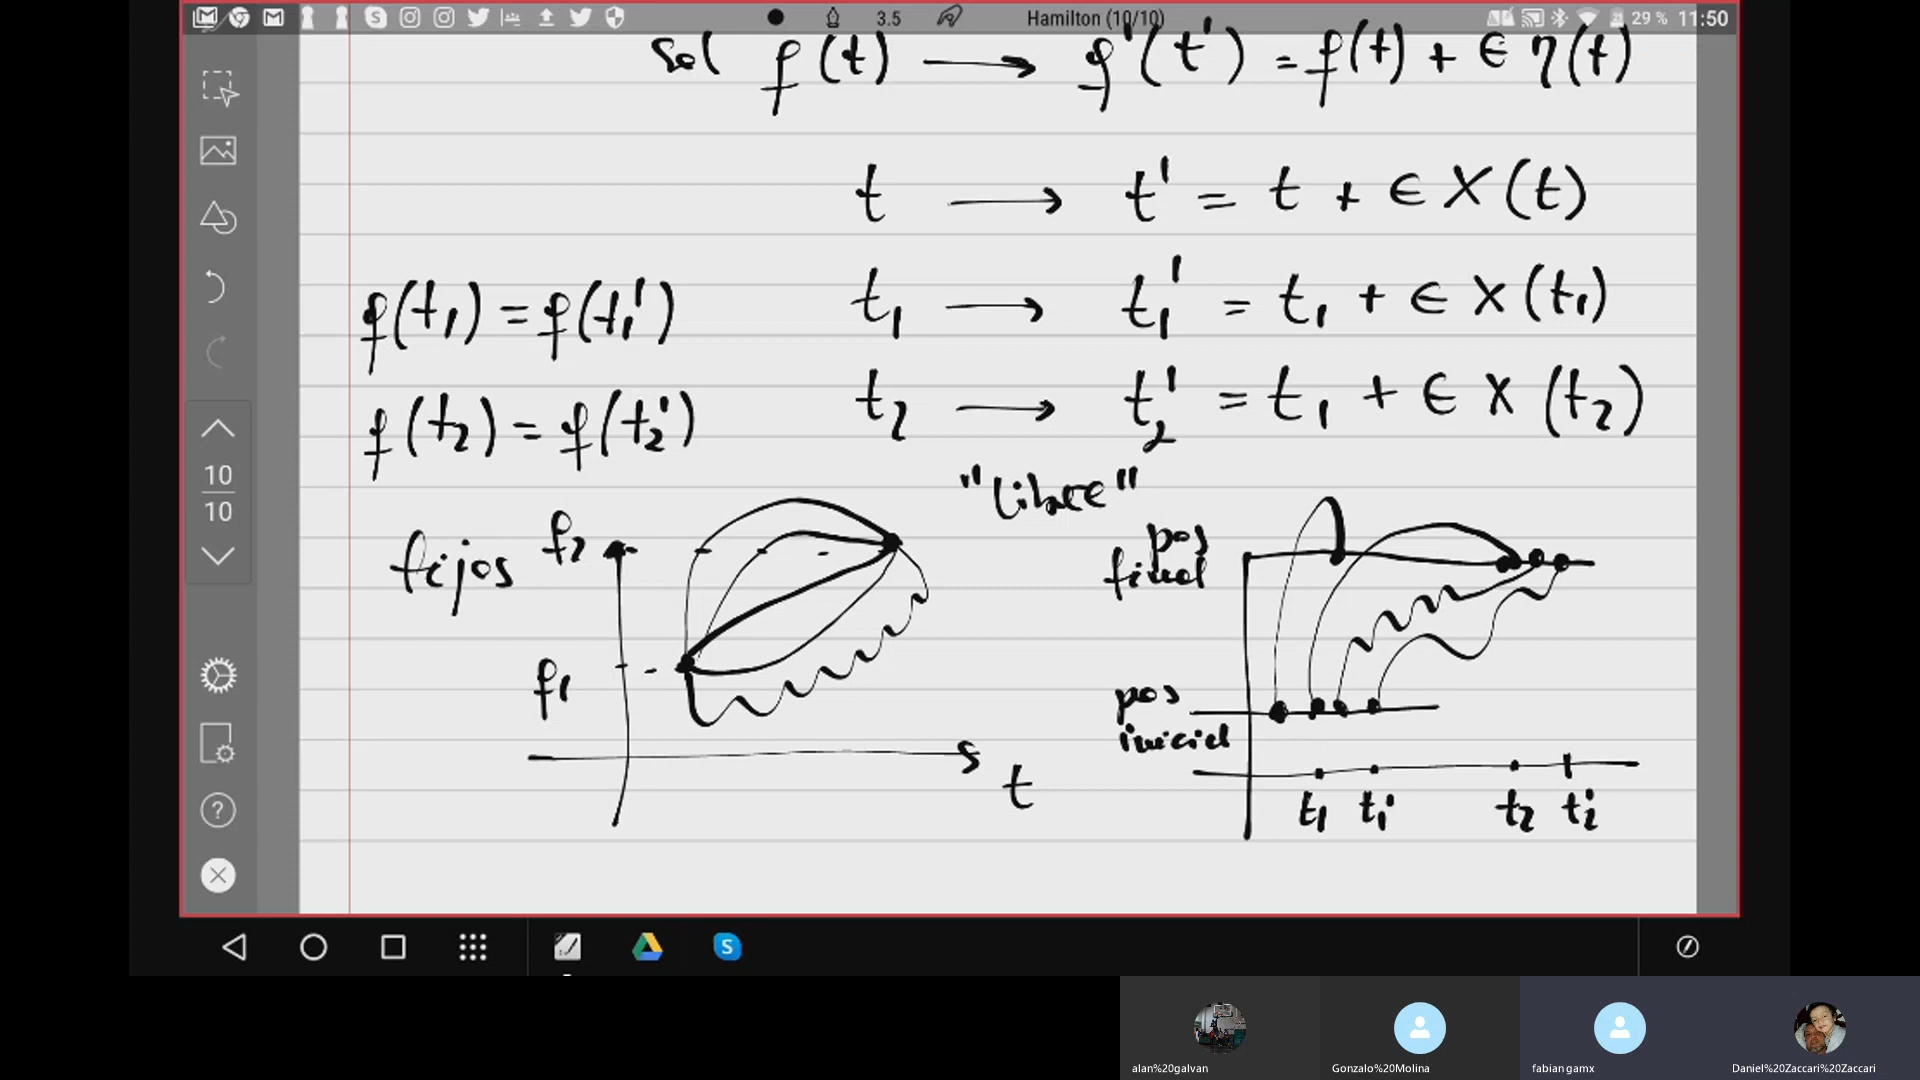 3.5 Hamilton (10/10) 29 % 11:50
sol f(t) → f'(t') = f(t) + ϵ η(t)
t → t' = t + ϵ X(t)
f(t₁) = f(t₁') t₁ → t₁' = t₁ + ϵ X(t₁)
f(t₂) = f(t₂') t₂ → t₂' = t₁ + ϵ X(t₂)
"libre"
fijos f₂
pos
final
f₁
pos
inicial
t
t₁ t₁' t₂ t₂'
10
10
alan%20galvan
Gonzalo%20Molina
fabian gamx
Daniel%20Zaccari%20Zaccari